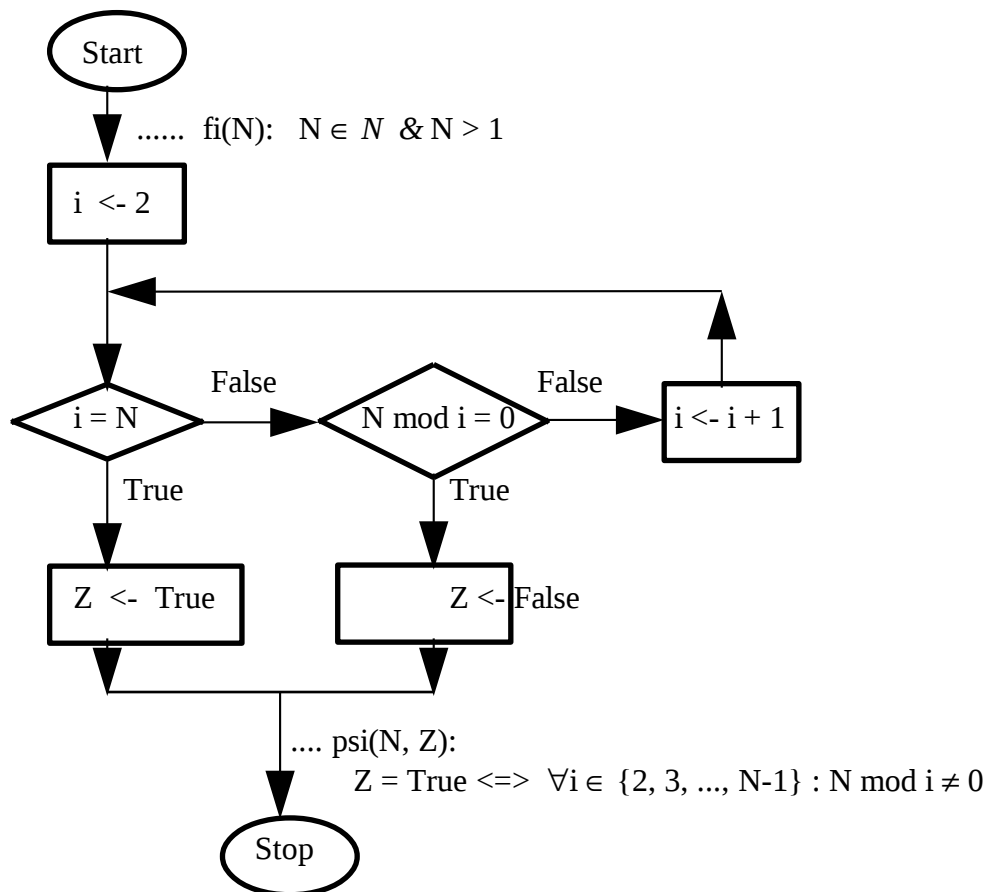 Start
...... fi(N): N ∈ N & N > 1
i <- 2
False
False
i = N
N mod i = 0
i <- i + 1
True
True
Z <- True
Z <- False
.... psi(N, Z):
Z = True <=> ∀i ∈ {2, 3, ..., N-1} : N mod i ≠ 0
Stop